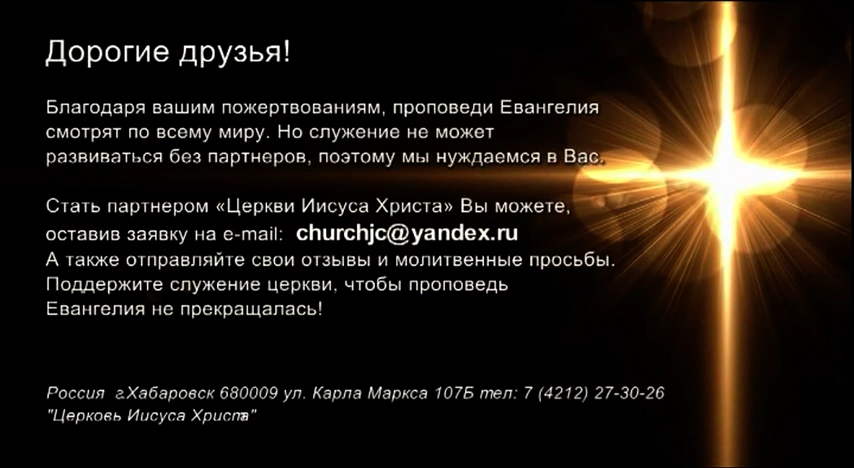 Дорогие друзья!
Благодаря вашим пожертвованиям, проповеди Евангелия
смотрят по всему миру. Но служение не может
развиваться без партнеров, поэтому мы нуждаемся в Вас.
Стать партнером «Церкви Иисуса Христа» Вы можете,
оставив заявку на e-mail: churchjc@yandex.ru
А также отправляйте свои отзывы и молитвенные просьбы.
Поддержите служение церкви, чтобы проповедь
Евангелия не прекращалась!
Россия г.Хабаровск 680009 ул. Карла Маркса 107Б тел: 7 (4212) 27-30-26
"Церковь Иисуса Христа"